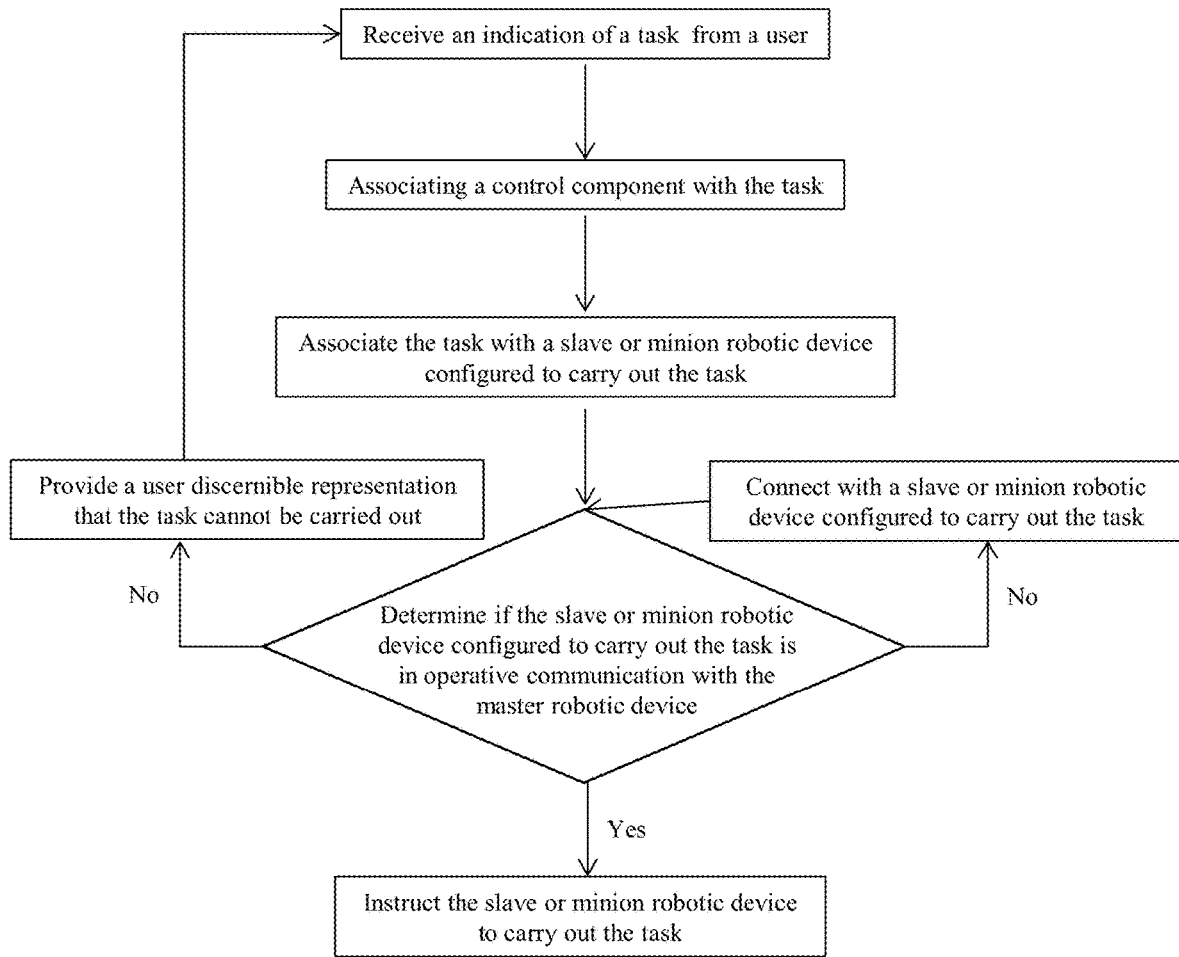 Receive an indication of a task from a user
Associating a control component with the task
Associate the task with a slave or minion robotic device
configured to carry out the task
Provide a user discernible representation
that the task cannot be carried out
Connect with a slave or minion robotic
device configured to carry out the task
No
No
Determine if the slave or minion robotic
device configured to carry out the task is
in operative communication with the
master robotic device
Yes
Instruct the slave or minion robotic device
to carry out the task